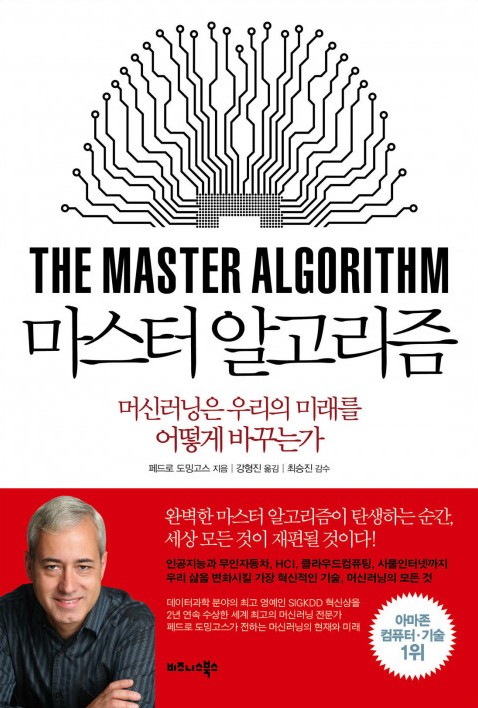 THE MASTER ALGORITHM
마스터 알고리즘
머신러닝은 우리의 미래를
어떻게 바꾸는가
페드로 도밍고스 지음 | 강형진 옮김 | 최승진 감수
완벽한 마스터 알고리즘이 탄생하는 순간,
세상 모든 것이 재편될 것이다!
인공지능과 무인자동차, HCI, 클라우드컴퓨팅, 사물인터넷까지
우리 삶을 변화시킬 가장 혁신적인 기술, 머신러닝의 모든 것
데이터과학 분야의 최고 영예인 SIGKDD 혁신상을
2년 연속 수상한 세계 최고의 머신러닝 전문가
페드로 도밍고스가 전하는 머신러닝의 현재와 미래
비즈니스북스
아마존
컴퓨터·기술
1위